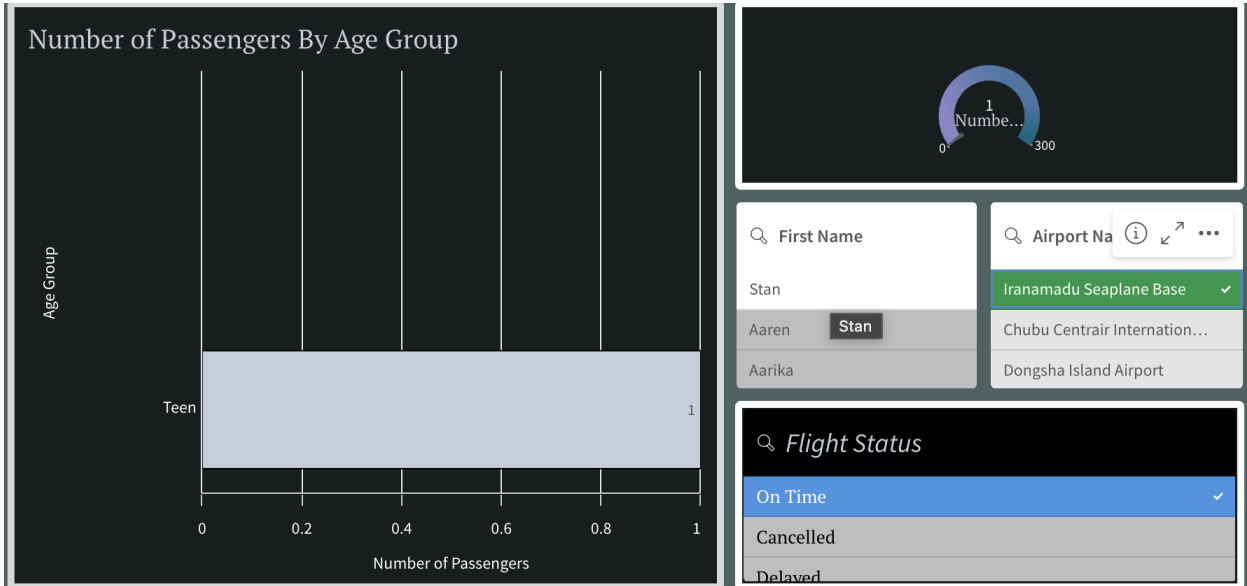 Number of Passengers By Age Group
Age Group
Teen
1
0 0.2 0.4 0.6 0.8 1
Number of Passengers
1
Numbe...
0 300
First Name
Stan
Aaren
Stan
Aarika
Airport Na
Iranamadu Seaplane Base
Chubu Centrair Internation...
Dongsha Island Airport
Flight Status
On Time
Cancelled
Delayed